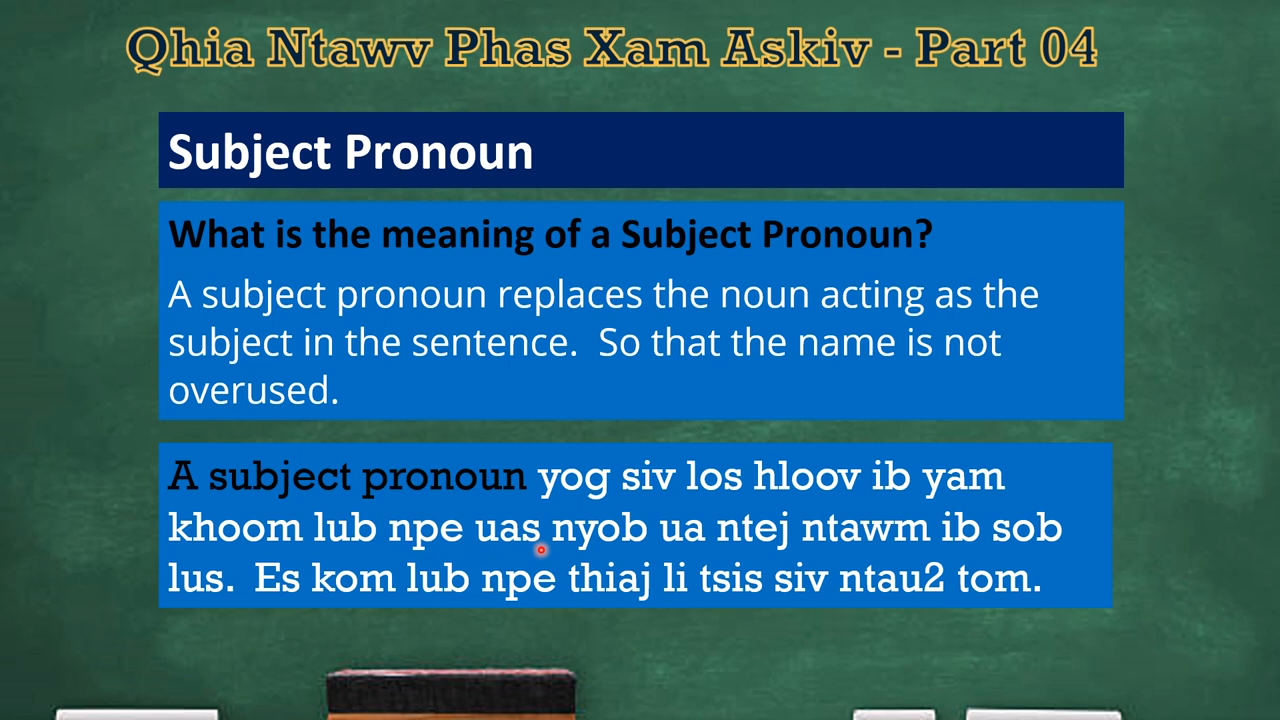 Qhia Ntawv Phas Xam Askiv - Part 04
Subject Pronoun
What is the meaning of a Subject Pronoun?
A subject pronoun replaces the noun acting as the
subject in the sentence.  So that the name is not
overused.
A subject pronoun yog siv los hloov ib yam
khoom lub npe uas nyob ua ntej ntawm ib sob
lus.  Es kom lub npe thiaj li tsis siv ntau2 tom.